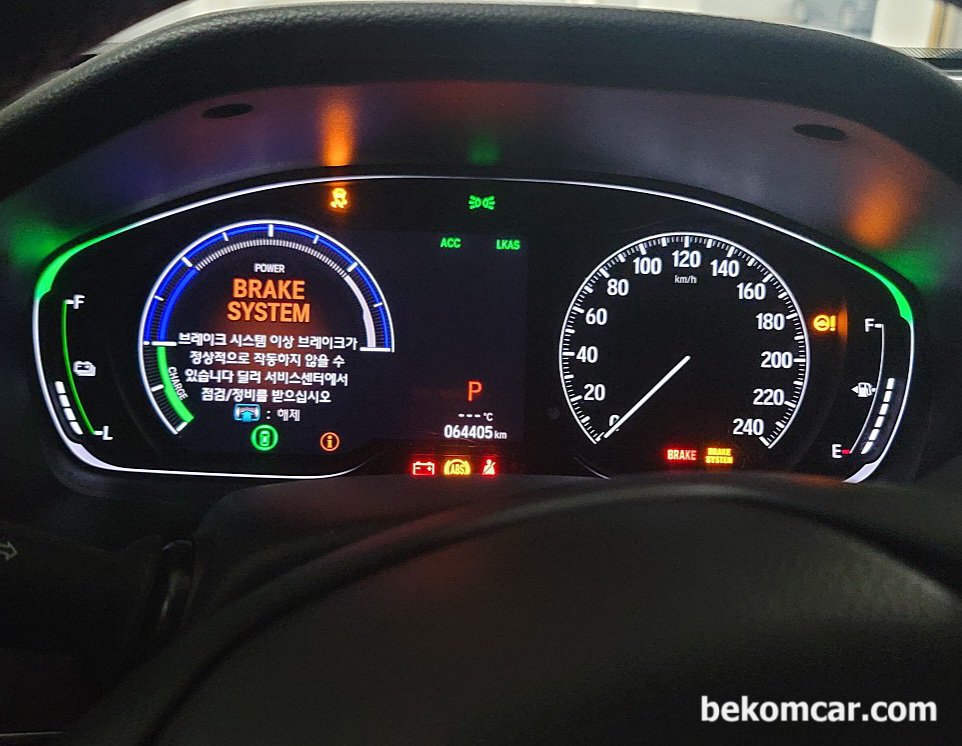 ACC LKAS
POWER
BRAKE
SYSTEM
브레이크 시스템 이상 브레이크가
정상적으로 작동하지 않을 수
있습니다 딜러 서비스센터에서
점검/정비를 받으십시오
: 해제
CHARGE
F
L
P
---°C
064405 km
ABS
0 20 40 60 80 100 120 140 160 180 200 220 240
km/h
BRAKE
BRAKE SYSTEM
F
E
bekomcar.com